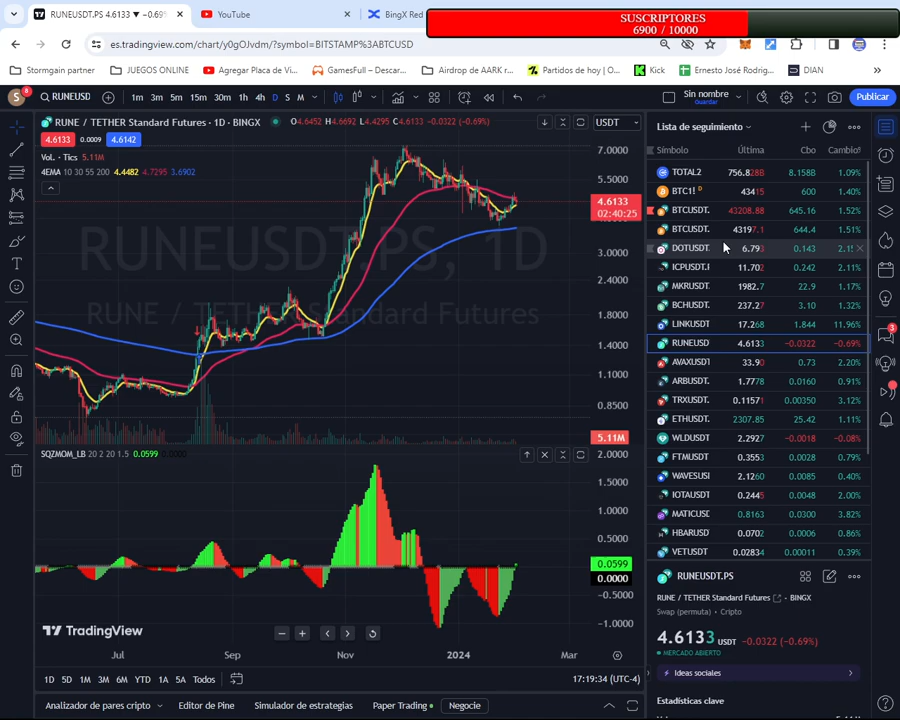 RUNEUSD 4.6133 ▼ −0.69%
YouTube
BingX Red
SUSCRIPTORES
6900 / 10000
es.tradingview.com/chart/y0gOJvdm/?symbol=BITSTAMP%3ABTCUSD
Stormgain partner
JUEGOS ONLINE
Agregar Placa de Vi...
GamesFull – Descar...
Airdrop de AARK r...
Partidos de hoy | O...
Kick
Ernesto José Rodrig...
DIAN
S 8
RUNEUSD
1m 3m 5m 15m 30m 1h 4h D S M
Sin nombre
Guardar
Publicar
RUNE / TETHER Standard Futures · 1D · BINGX
O4.6452 H4.6692 L4.4295 C4.6133 −0.0322 (−0.69%)
USDT
4.6133 0.0009 4.6142
Vol. · Tics 5.11M
4EMA 10 30 55 200 4.4482 4.7295 3.6902
RUNEUSDT.PS, 1D
RUNE / TETHER Standard Futures
7.0000
5.5000
4.6133
02:40:25
3.0000
2.4000
1.8000
1.4000
1.1000
0.8500
5.11M
SQZMOM_LB 20 2 20 1.5 0.0599 0.0000
2.0000
1.5000
1.0000
0.5000
0.0599
0.0000
−0.5000
−1.0000
TradingView
Jul Sep Nov 2024 Mar
1D 5D 1M 3M 6M YTD 1A 5A Todos
17:19:34 (UTC-4)
Analizador de pares cripto
Editor de Pine
Simulador de estrategias
Paper Trading
Negocie
Lista de seguimiento
Símbolo Última Cbo Cambio%
TOTAL2 756.828B 8.158B 1.09%
BTC1! D 43415 600 1.40%
BTCUSDT. 43208.88 645.16 1.52%
BTCUSDT. 43197.1 644.4 1.51%
DOTUSDT. 6.793 0.143 2.15
ICPUSDT.I 11.702 0.242 2.11%
MKRUSDT. 1982.7 22.9 1.17%
BCHUSDT. 237.27 3.10 1.32%
LINKUSDT 17.268 1.844 11.96%
RUNEUSD 4.6133 −0.0322 −0.69%
AVAXUSDT 33.90 0.73 2.20%
ARBUSDT. 1.7778 0.0160 0.91%
TRXUSDT. 0.11571 0.00350 3.12%
ETHUSDT. 2307.85 25.42 1.11%
WLDUSDT 2.2927 −0.0018 −0.08%
FTMUSDT 0.3553 0.0028 0.79%
WAVESUSI 2.1260 0.0085 0.40%
IOTAUSDT 0.2445 0.0048 2.00%
MATICUSD 0.8163 0.0300 3.82%
HBARUSD 0.0702 0.0006 0.86%
VETUSDT 0.02834 0.00011 0.39%
RUNEUSDT.PS
RUNE / TETHER Standard Futures · BINGX
Swap (permuta) · Cripto
4.6133 USDT −0.0322 (−0.69%)
MERCADO ABIERTO
Ideas sociales
Estadísticas clave
3